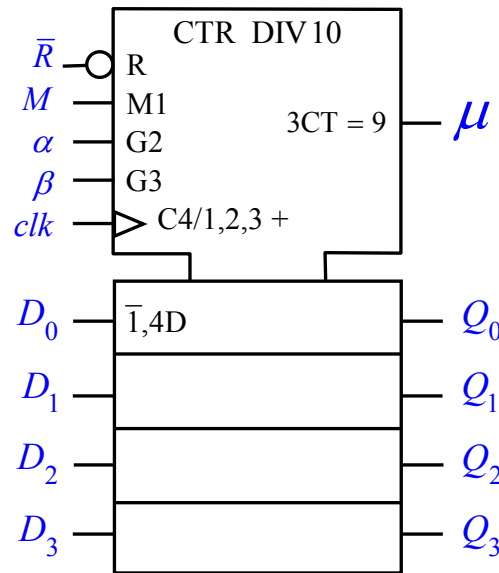 CTR DIV10
R̅ R
M M1
α G2
3CT = 9 μ
β G3
clk C4/1,2,3 +
D₀ 1̅,4D Q₀
D₁ Q₁
D₂ Q₂
D₃ Q₃